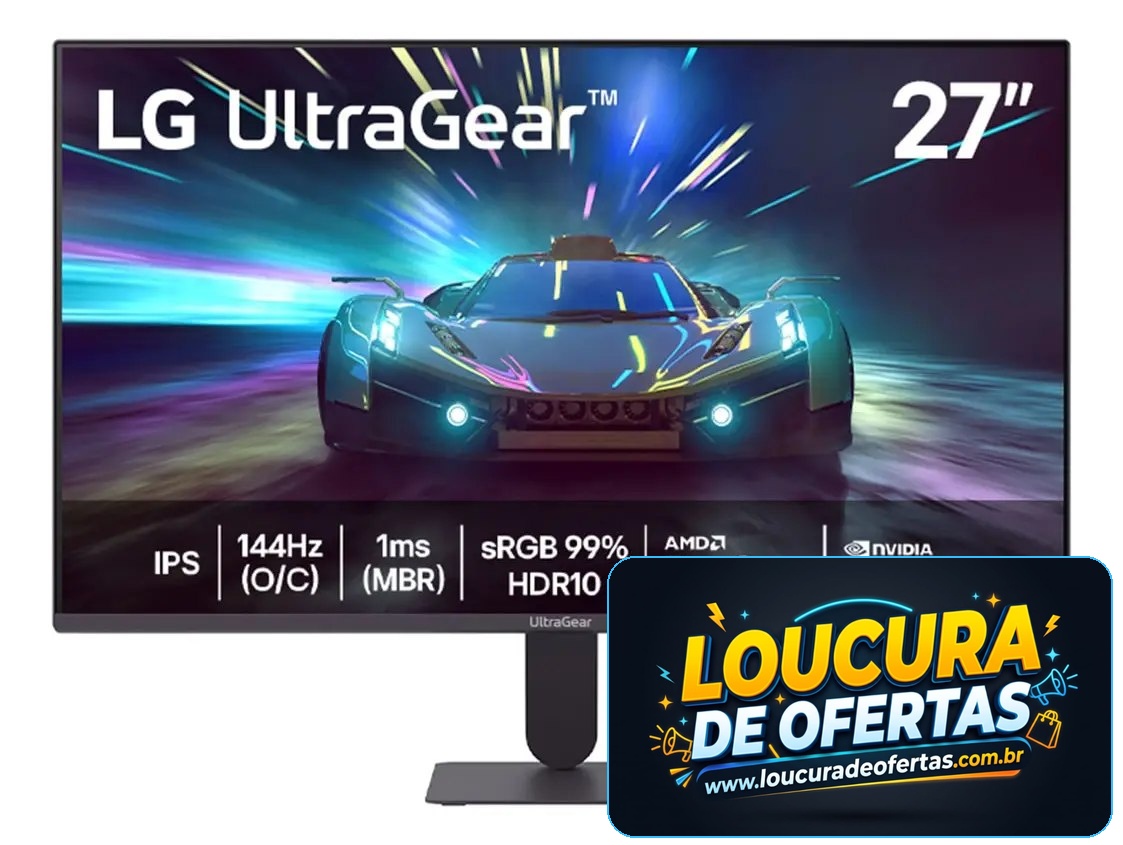 LG UltraGear™ 27"
IPS
144Hz
(O/C)
1ms
(MBR)
sRGB 99%
HDR10
AMD
NVIDIA
UltraGear
LOUCURA
DE OFERTAS
www.loucuradeofertas.com.br